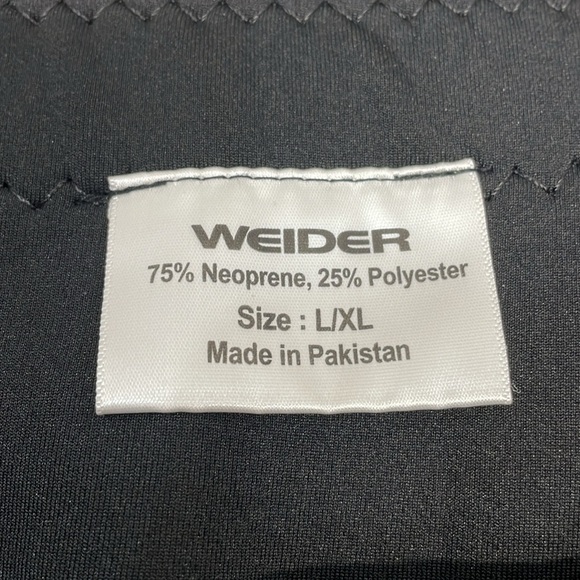 WEIDER
75% Neoprene, 25% Polyester
Size : L/XL
Made in Pakistan